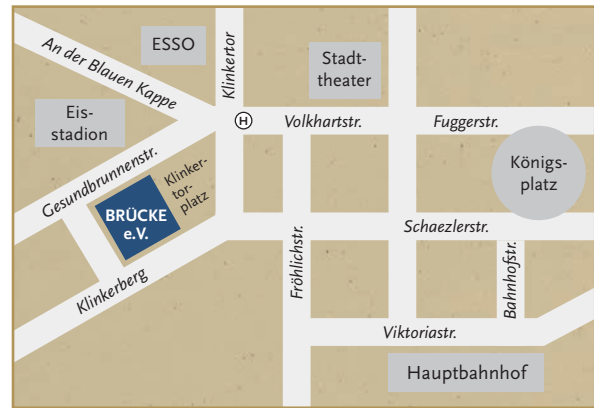 ESSO
An der Blauen Kappe
Klinkertor
Stadt-
theater
Eis-
stadion
H
Volkhartstr.
Fuggerstr.
Gesundbrunnenstr.
Klinker-
tor-
platz
Königs-
platz
BRÜCKE
e.V.
Schaezlerstr.
Klinkerberg
Fröhlichstr.
Bahnhofstr.
Viktoriastr.
Hauptbahnhof